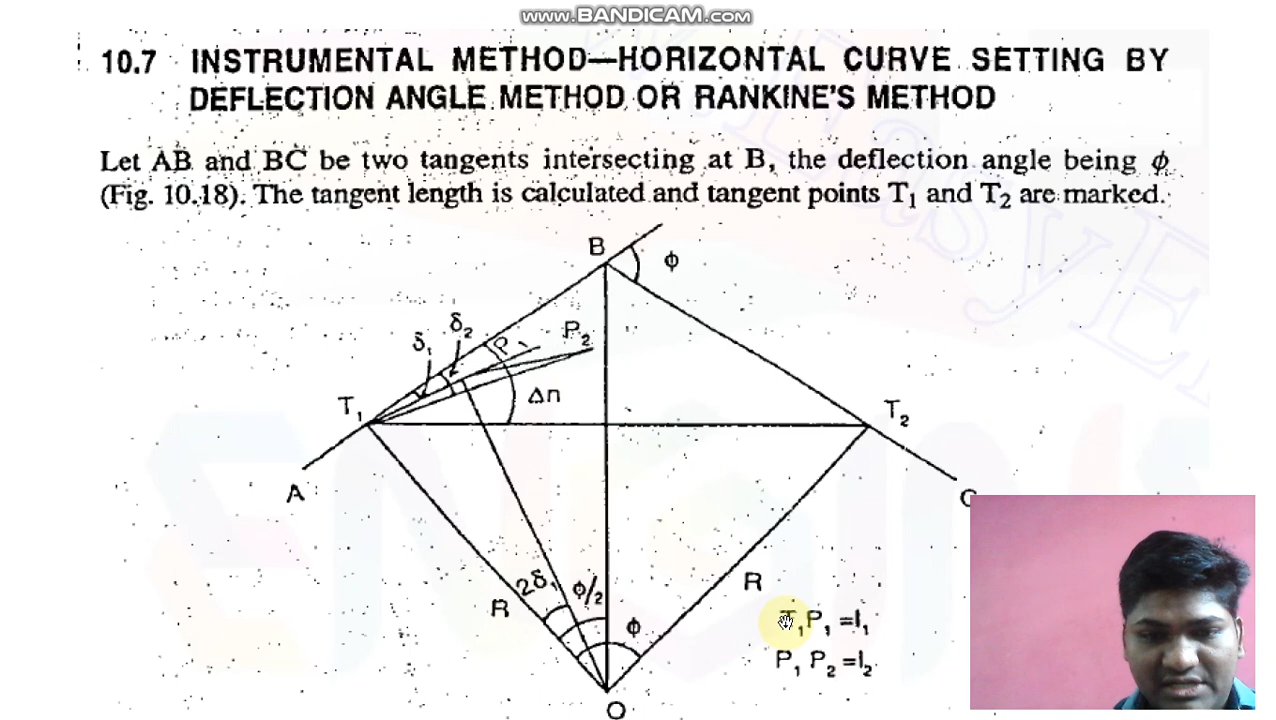 www.BANDICAM.com
10.7 INSTRUMENTAL METHOD—HORIZONTAL CURVE SETTING BY
DEFLECTION ANGLE METHOD OR RANKINE'S METHOD
Let AB and BC be two tangents intersecting at B, the deflection angle being ϕ
(Fig. 10.18). The tangent length is calculated and tangent points T₁ and T₂ are marked.
B
ϕ
δ₁
δ₂
P₁
P₂
Δn
T₁
T₂
A
C
2δ₁
ϕ/2
R
ϕ
R
T₁P₁ =l₁
P₁ P₂ =l₂
O